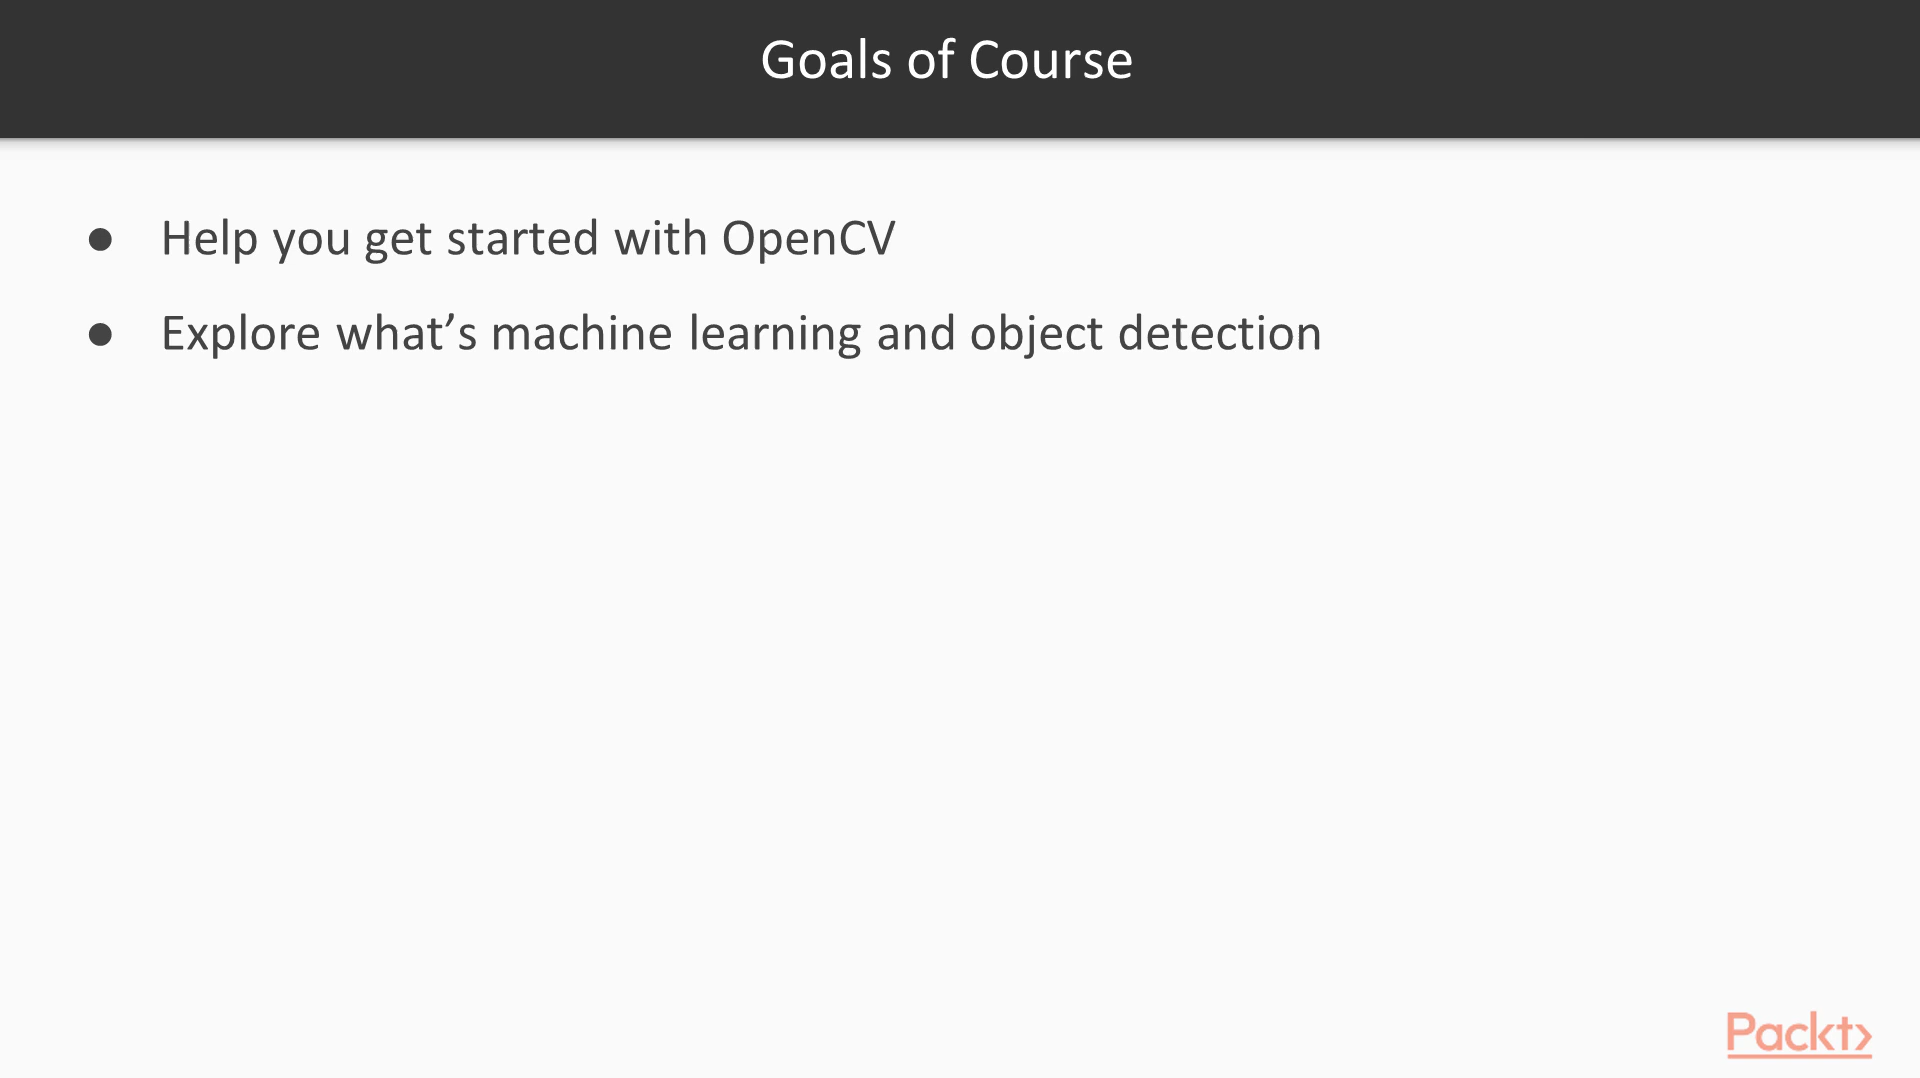 Goals of Course
● Help you get started with OpenCV
● Explore what’s machine learning and object detection
Packt>